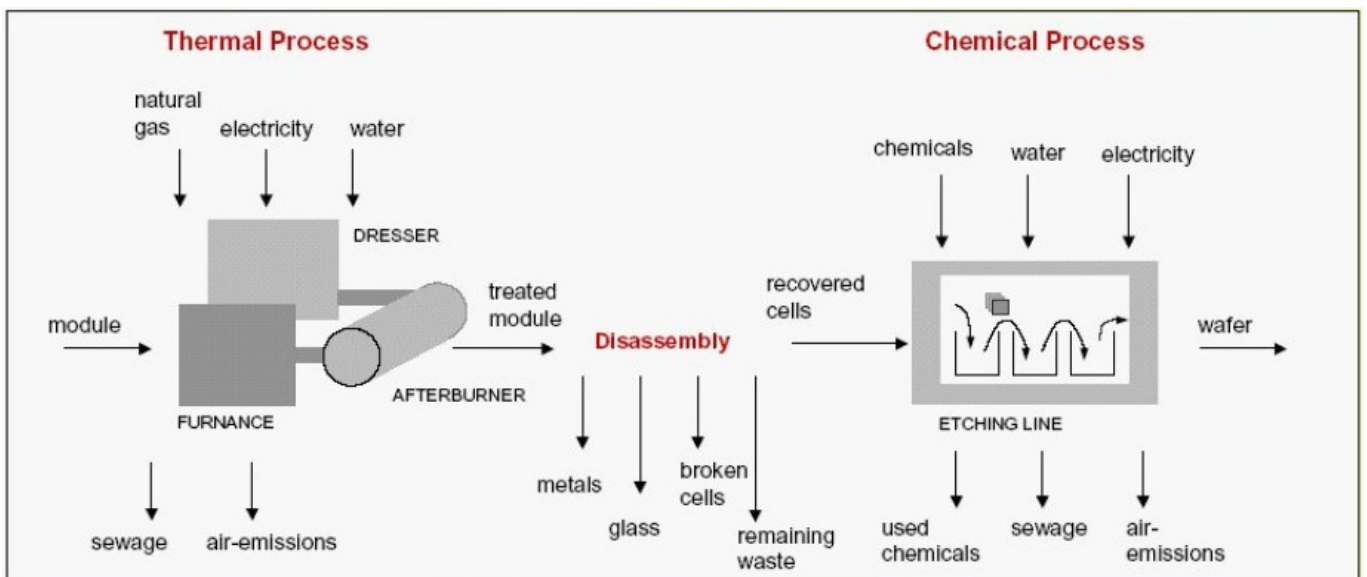 Thermal Process
Chemical Process
natural
gas
electricity
water
chemicals
water
electricity
DRESSER
module
treated
module
Disassembly
recovered
cells
wafer
AFTERBURNER
FURNANCE
ETCHING LINE
metals
glass
broken
cells
remaining
waste
sewage
air-emissions
used
chemicals
sewage
air-
emissions